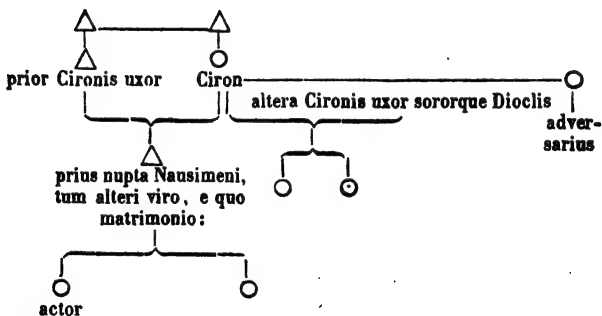 prior Cironis uxor
Ciron
altera Cironis uxor sororque Dioclis
adver-
sarius
prius nupta Nausimeni,
tum alteri viro, e quo
matrimonio:
actor